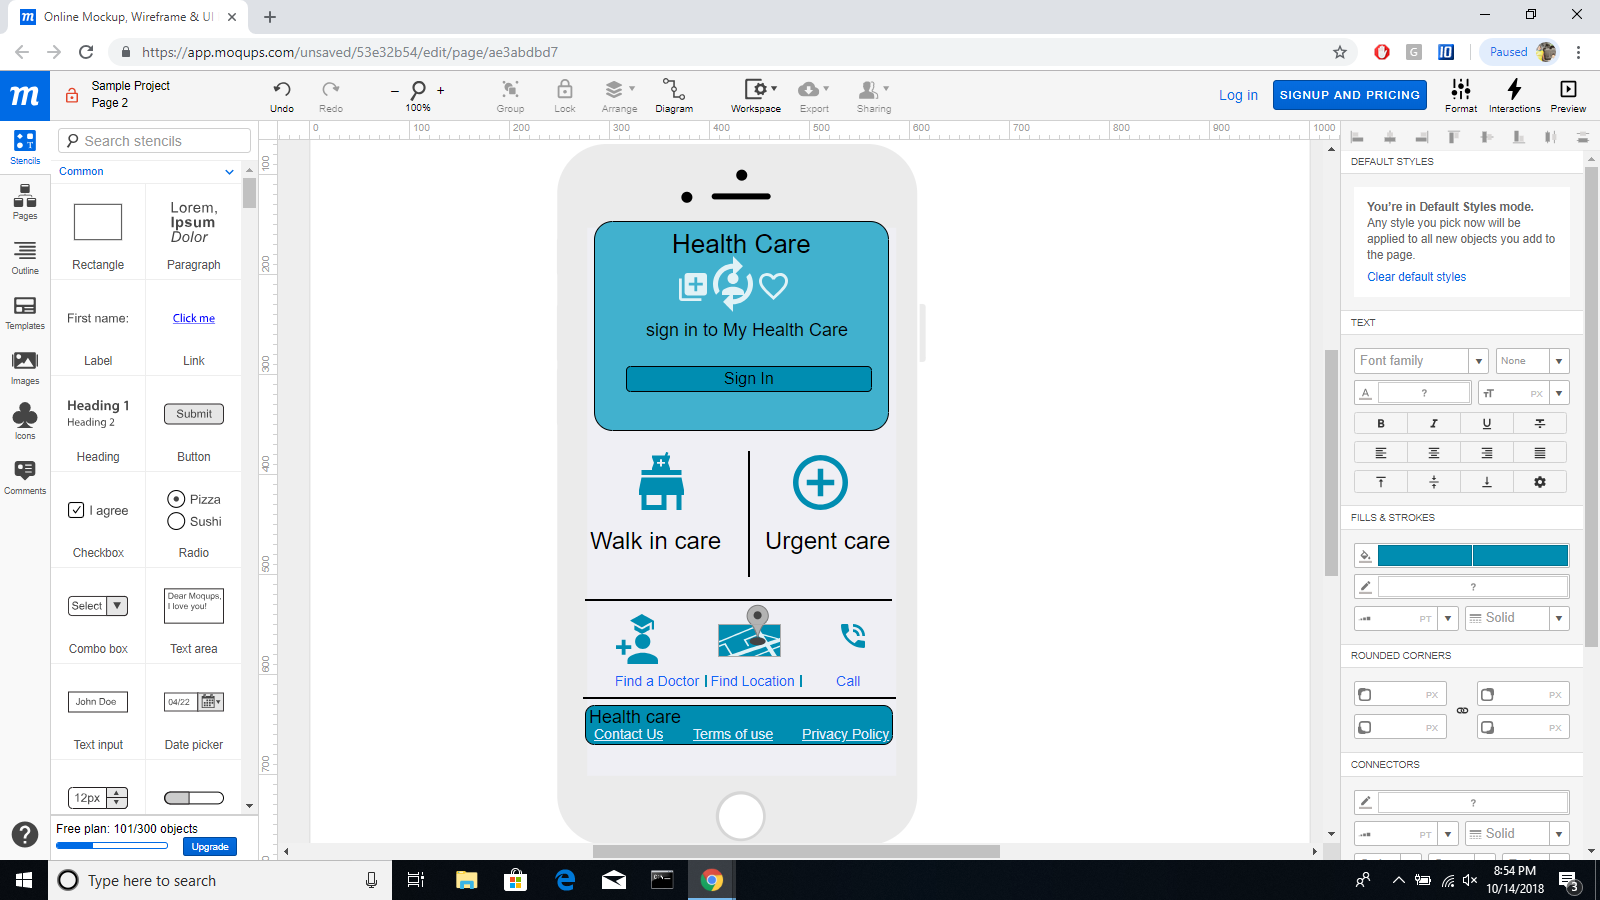 Online Mockup, Wireframe & UI
https://app.moqups.com/unsaved/53e32b54/edit/page/ae3abdbd7
Paused
m
Sample Project
Page 2
Undo
Redo
100%
Group
Lock
Arrange
Diagram
Workspace
Export
Sharing
Log in
SIGNUP AND PRICING
Format
Interactions
Preview
Stencils
Pages
Outline
Templates
Images
Icons
Comments
Search stencils
Common
Rectangle
Lorem,
Ipsum
Dolor
Paragraph
First name:
Label
Click me
Link
Heading 1
Heading 2
Heading
Submit
Button
I agree
Checkbox
Pizza
Sushi
Radio
Select
Combo box
Dear Moqups,
I love you!
Text area
John Doe
Text input
04/22
Date picker
12px
Free plan: 101/300 objects
Upgrade
0 100 200 300 400 500 600 700 800 900 1000
100
200
300
400
500
600
700
Health Care
sign in to My Health Care
Sign In
Walk in care
Urgent care
Find a Doctor | Find Location |
Call
Health care
Contact Us
Terms of use
Privacy Policy
DEFAULT STYLES
You're in Default Styles mode.
Any style you pick now will be
applied to all new objects you add to
the page.
Clear default styles
TEXT
Font family
None
A
?
TT
PX
B
I
U
FILLS & STROKES
?
PT
Solid
ROUNDED CORNERS
PX
PX
PX
PX
CONNECTORS
?
PT
Solid
Type here to search
8:54 PM
10/14/2018
3